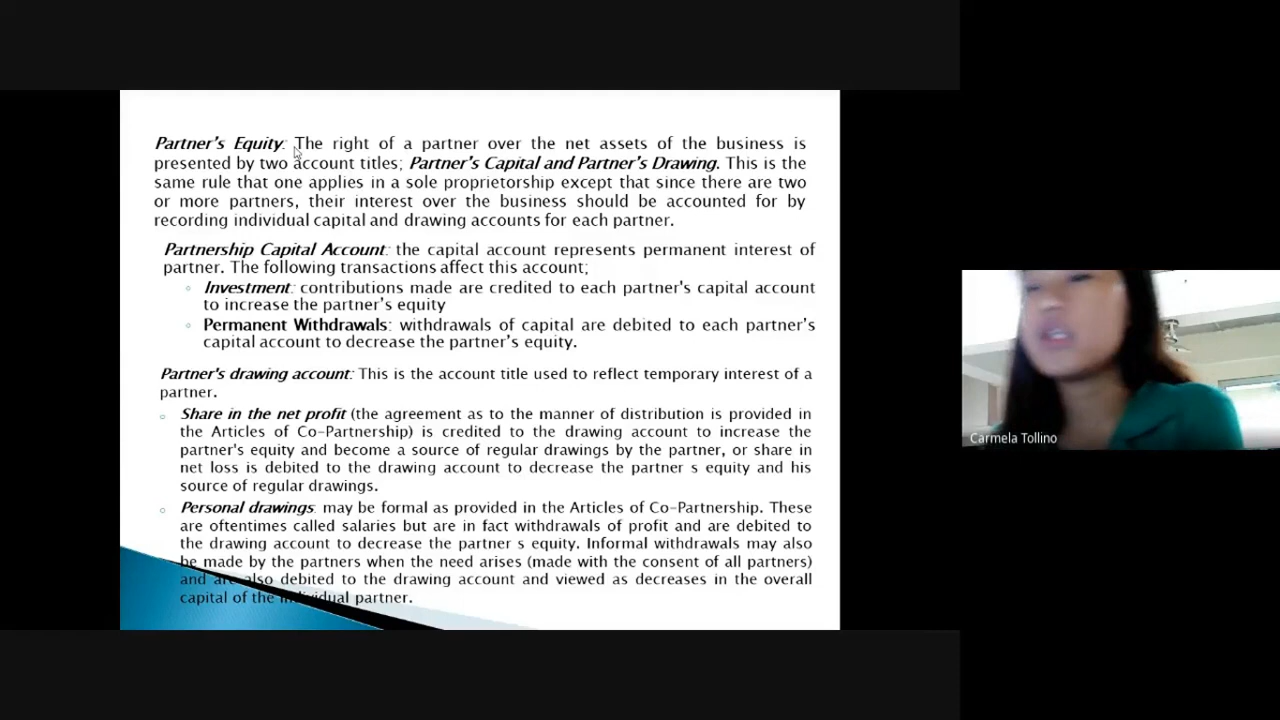 Partner's Equity: The right of a partner over the net assets of the business is
presented by two account titles; Partner's Capital and Partner's Drawing. This is the
same rule that one applies in a sole proprietorship except that since there are two
or more partners, their interest over the business should be accounted for by
recording individual capital and drawing accounts for each partner.
Partnership Capital Account: the capital account represents permanent interest of
partner. The following transactions affect this account;
Investment: contributions made are credited to each partner's capital account
to increase the partner's equity
Permanent Withdrawals: withdrawals of capital are debited to each partner's
capital account to decrease the partner's equity.
Partner's drawing account: This is the account title used to reflect temporary interest of a
partner.
Share in the net profit (the agreement as to the manner of distribution is provided in
the Articles of Co-Partnership) is credited to the drawing account to increase the
partner's equity and become a source of regular drawings by the partner, or share in
net loss is debited to the drawing account to decrease the partner s equity and his
source of regular drawings.
Personal drawings: may be formal as provided in the Articles of Co-Partnership. These
are oftentimes called salaries but are in fact withdrawals of profit and are debited to
the drawing account to decrease the partner s equity. Informal withdrawals may also
be made by the partners when the need arises (made with the consent of all partners)
and are also debited to the drawing account and viewed as decreases in the overall
capital of the individual partner.
Carmela Tollino